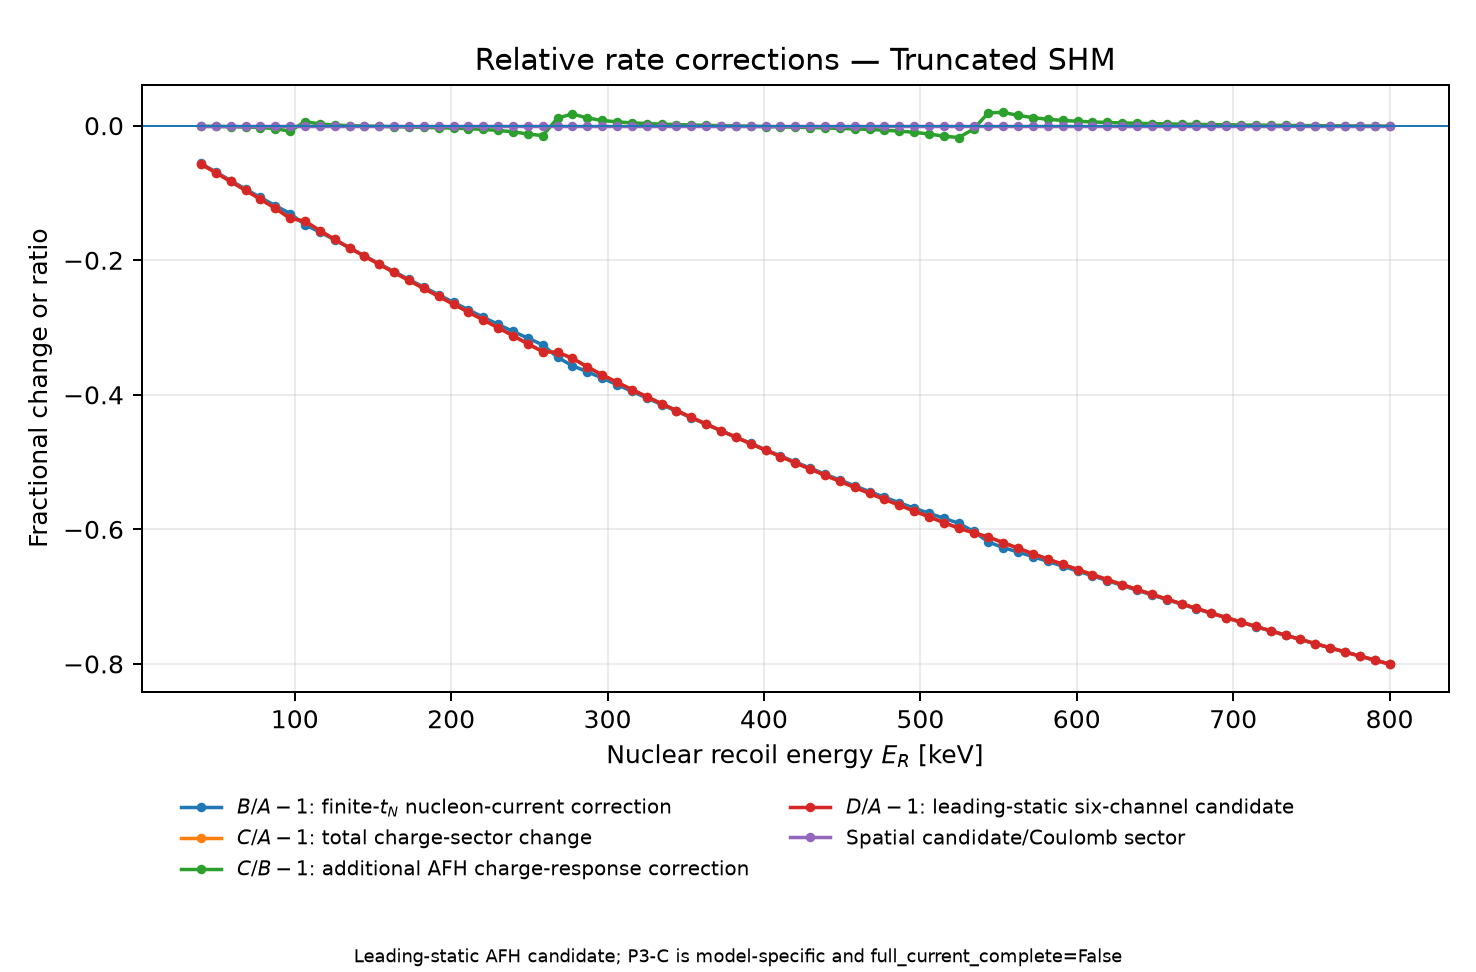 Relative rate corrections — Truncated SHM
Fractional change or ratio
0.0
−0.2
−0.4
−0.6
−0.8
100
200
300
400
500
600
700
800
Nuclear recoil energy E_R [keV]
B/A − 1: finite-t_N nucleon-current correction
C/A − 1: total charge-sector change
C/B − 1: additional AFH charge-response correction
D/A − 1: leading-static six-channel candidate
Spatial candidate/Coulomb sector
Leading-static AFH candidate; P3-C is model-specific and full_current_complete=False